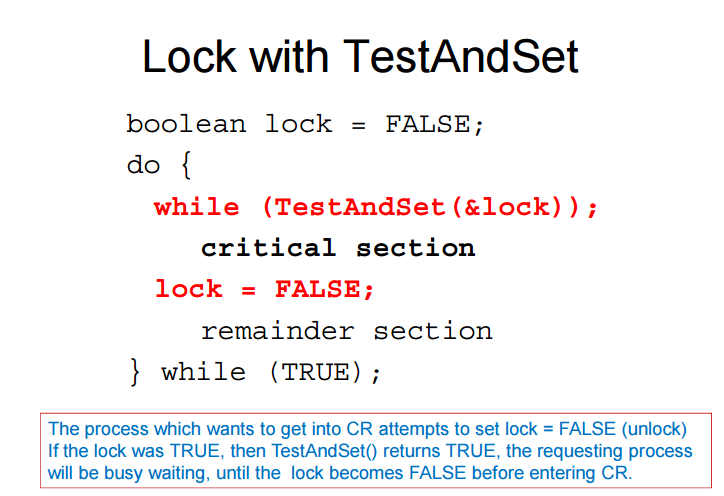 Lock with TestAndSet
boolean lock = FALSE;
do {
while (TestAndSet(&lock));
critical section
lock = FALSE;
remainder section
} while (TRUE);
The process which wants to get into CR attempts to set lock = FALSE (unlock)
If the lock was TRUE, then TestAndSet() returns TRUE, the requesting process
will be busy waiting, until the lock becomes FALSE before entering CR.